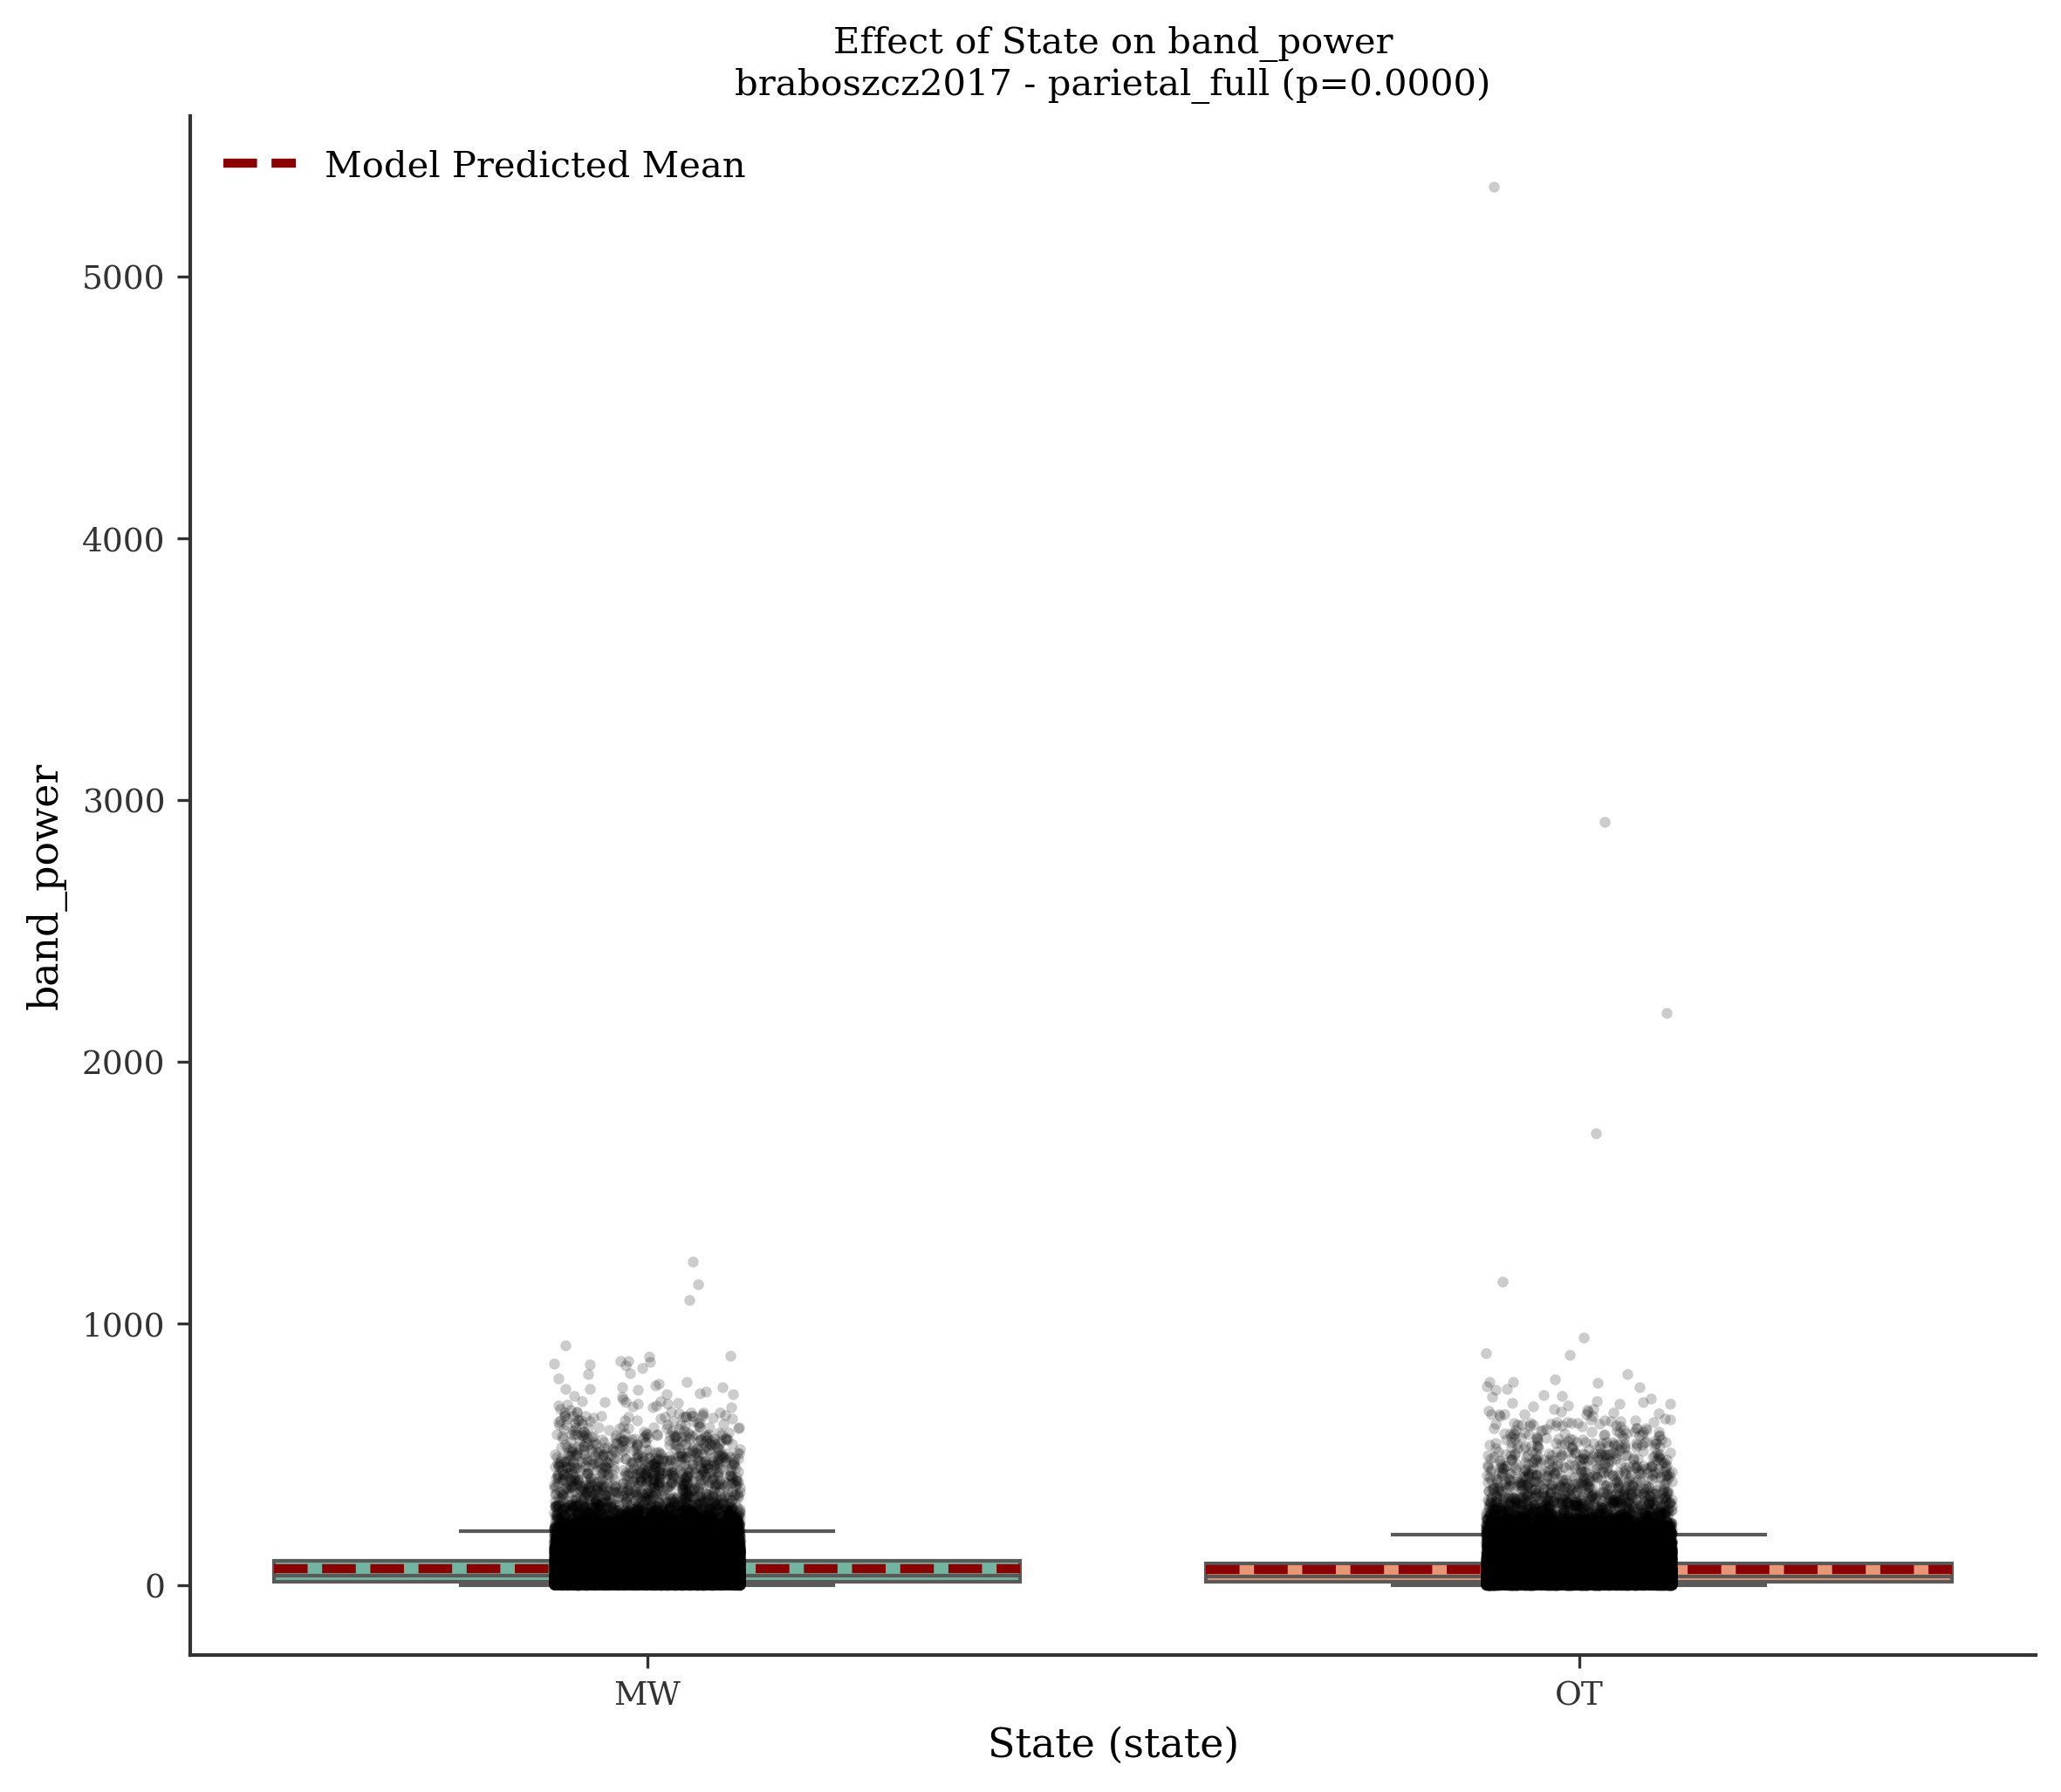 Effect of State on band_power
braboszcz2017 - parietal_full (p=0.0000)
Model Predicted Mean
band_power
5000
4000
3000
2000
1000
0
MW
OT
State (state)